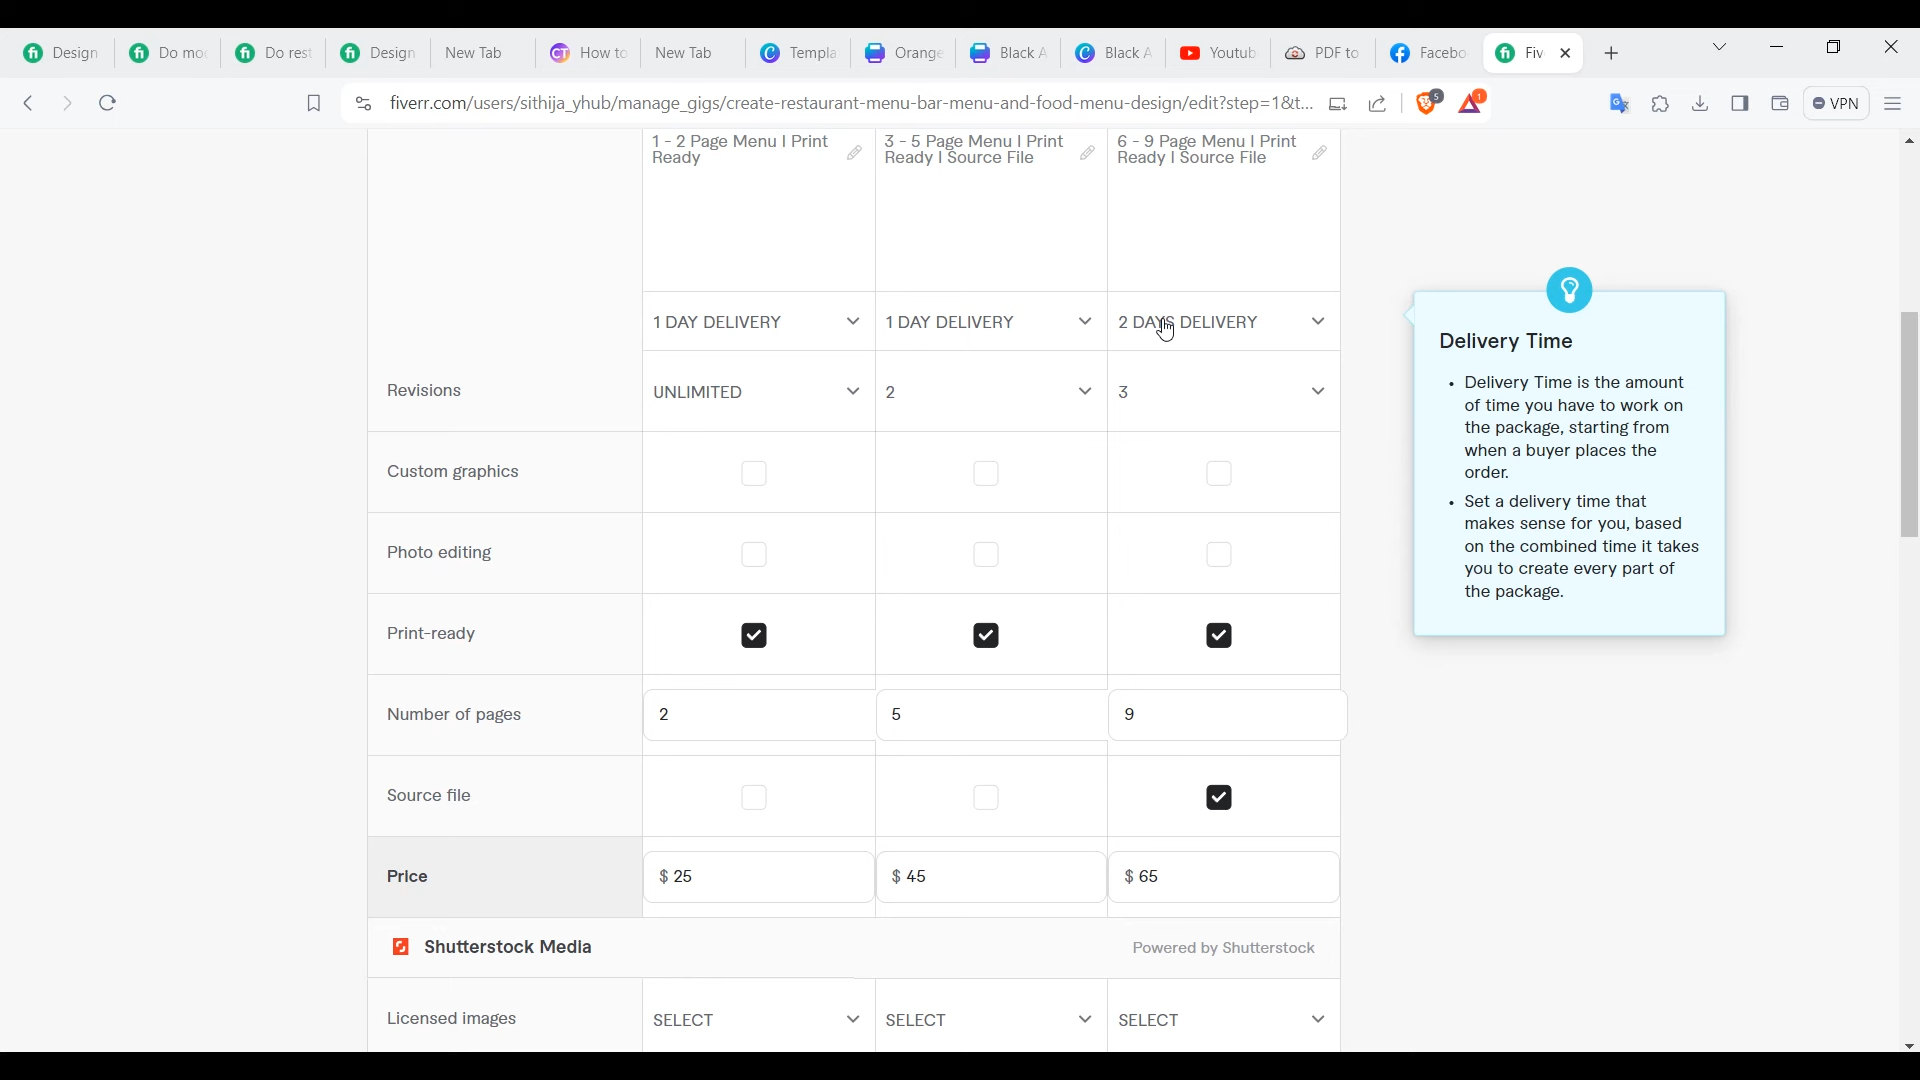 Design
Do mo
Do rest
Design
New Tab
How to
New Tab
Templa
Orange
Black A
Black A
Youtub
PDF to
Facebo
Fiv
fiverr.com/users/sithija_yhub/manage_gigs/create-restaurant-menu-bar-menu-and-food-menu-design/edit?step=1&t...
5
1
VPN
1 - 2 Page Menu I Print
Ready
3 - 5 Page Menu I Print
Ready I Source File
6 - 9 Page Menu I Print
Ready I Source File
1 DAY DELIVERY
1 DAY DELIVERY
2 DAYS DELIVERY
Revisions
UNLIMITED
2
3
Custom graphics
Photo editing
Print-ready
Number of pages
2
5
9
Source file
Price
$ 25
$ 45
$ 65
Shutterstock Media
Powered by Shutterstock
Licensed images
SELECT
SELECT
SELECT
Delivery Time
• Delivery Time is the amount
of time you have to work on
the package, starting from
when a buyer places the
order.
• Set a delivery time that
makes sense for you, based
on the combined time it takes
you to create every part of
the package.